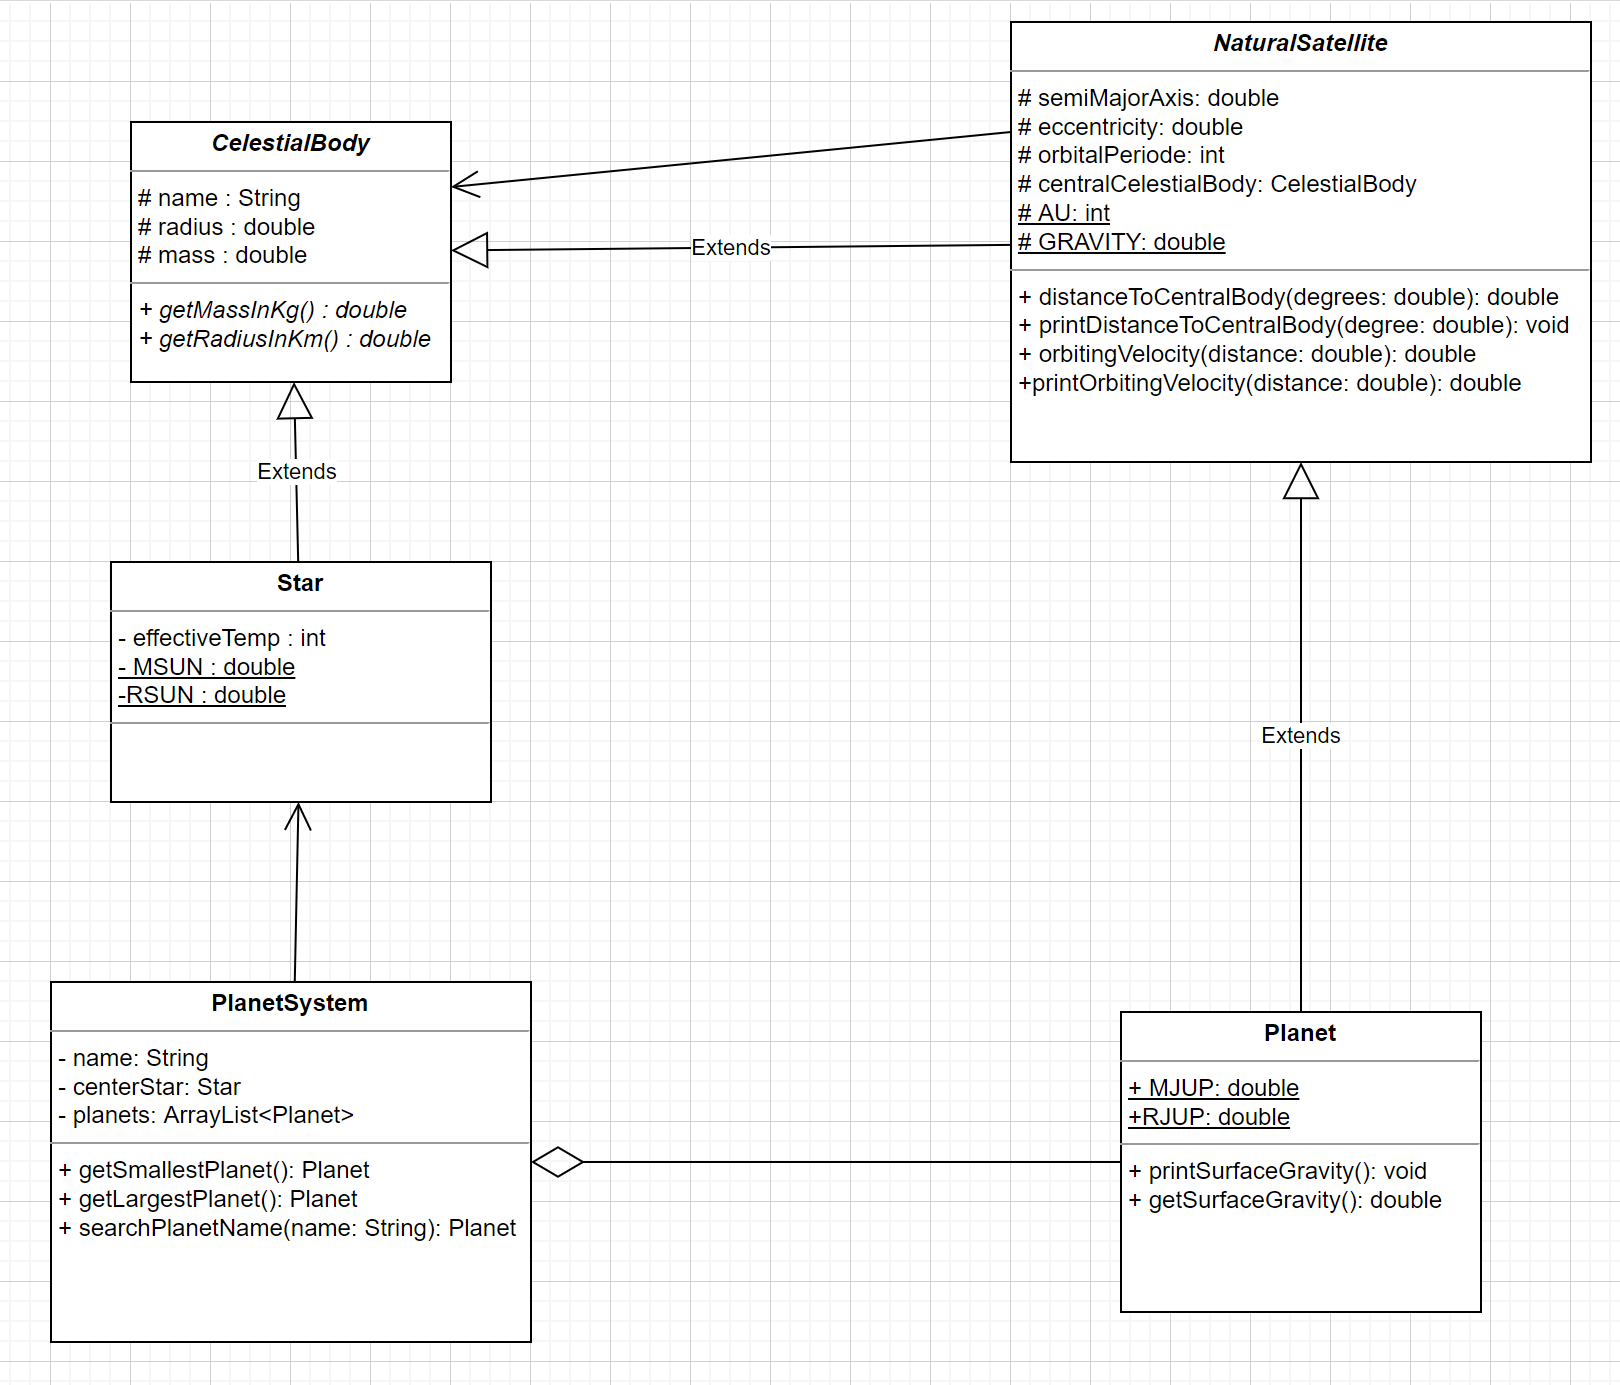 NaturalSatellite
# semiMajorAxis: double
# eccentricity: double
# orbitalPeriode: int
# centralCelestialBody: CelestialBody
# AU: int
# GRAVITY: double
+ distanceToCentralBody(degrees: double): double
+ printDistanceToCentralBody(degree: double): void
+ orbitingVelocity(distance: double): double
+printOrbitingVelocity(distance: double): double
CelestialBody
# name : String
# radius : double
# mass : double
+ getMassInKg() : double
+ getRadiusInKm() : double
Extends
Extends
Star
- effectiveTemp : int
- MSUN : double
-RSUN : double
Extends
PlanetSystem
- name: String
- centerStar: Star
- planets: ArrayList<Planet>
+ getSmallestPlanet(): Planet
+ getLargestPlanet(): Planet
+ searchPlanetName(name: String): Planet
Planet
+ MJUP: double
+RJUP: double
+ printSurfaceGravity(): void
+ getSurfaceGravity(): double